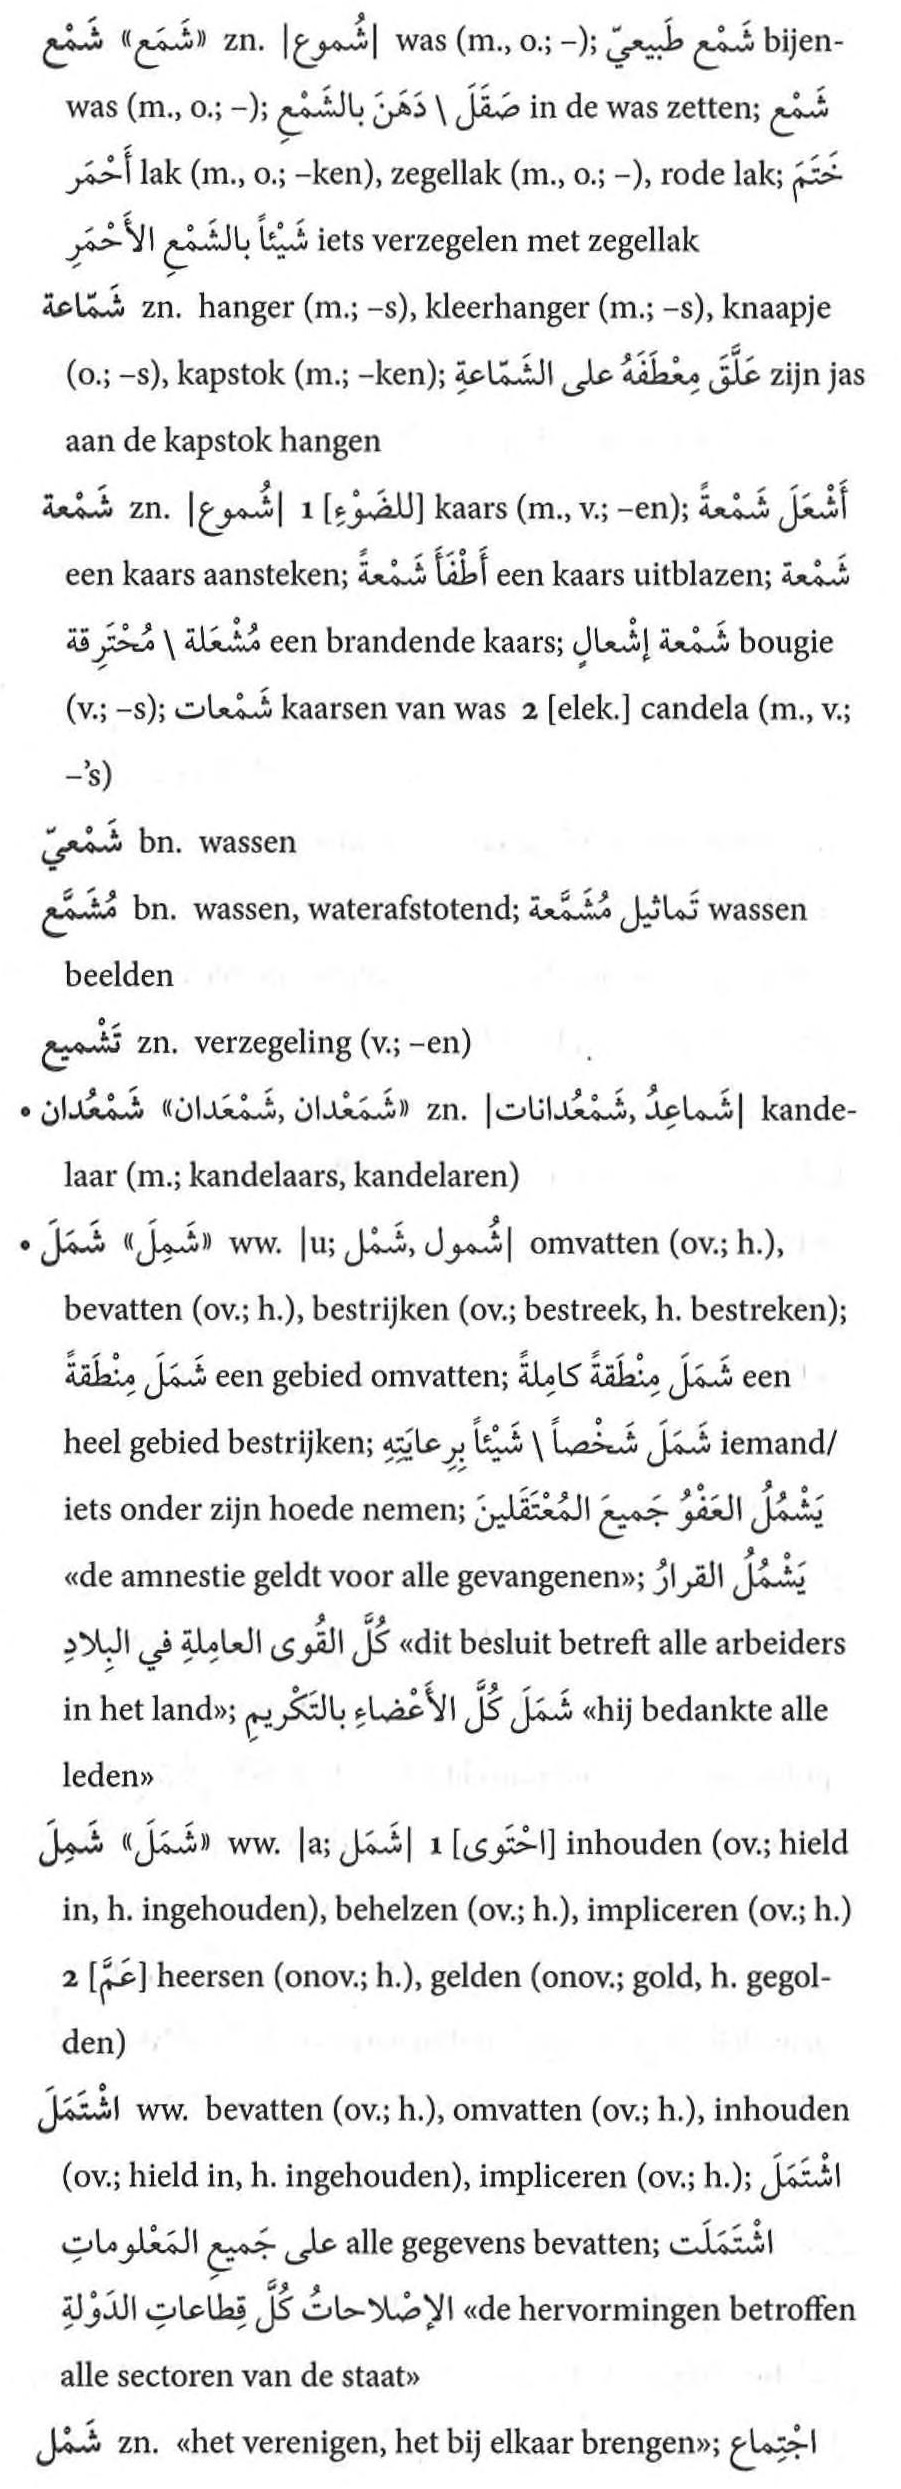 شَمْع «شَمَع» zn. |شُموع| was (m., o.; –); شَمْع طَبيعيّ bijen-
was (m., o.; –); صَقَلَ \ دَهَنَ بالشَّمْعِ in de was zetten; شَمْع
أَحْمَر lak (m., o.; –ken), zegellak (m., o.; –), rode lak; خَتَمَ
شَيْئاً بالشَّمْعِ الأَحْمَرِ iets verzegelen met zegellak
شَمّاعة zn. hanger (m.; –s), kleerhanger (m.; –s), knaapje
(o.; –s), kapstok (m.; –ken); عَلَّقَ مِعْطَفَهُ على الشَّمّاعةِ zijn jas
aan de kapstok hangen
شَمْعة zn. |شُموع| 1 [للضَوْءِ] kaars (m., v.; –en); أَشْعَلَ شَمْعةً
een kaars aansteken; أَطْفَأَ شَمْعةً een kaars uitblazen; شَمْعة
مُشْعَلة \ مُحْتَرِقة een brandende kaars; شَمْعة إشْعالٍ bougie
(v.; –s); شَمْعات kaarsen van was 2 [elek.] candela (m., v.;
–’s)
شَمْعيّ bn. wassen
مُشَمَّع bn. wassen, waterafstotend; تَماثيل مُشَمَّعة wassen
beelden
تَشْميع zn. verzegeling (v.; –en)
• شَمْعُدان «شَمَعْدان, شَمْعَدان» zn. |شَماعِدُ, شَمْعُدانات| kande-
laar (m.; kandelaars, kandelaren)
• شَمَلَ «شَمِلَ» ww. |u; شَمْل, شُمول| omvatten (ov.; h.),
bevatten (ov.; h.), bestrijken (ov.; bestreek, h. bestreken);
شَمَلَ مِنْطَقةً een gebied omvatten; شَمَلَ مِنْطَقةً كامِلةً een
heel gebied bestrijken; شَمَلَ شَخْصاً \ شَيْئاً بِرِعايَتِهِ iemand/
iets onder zijn hoede nemen; يَشْمُلُ العَفْوُ جَميعَ المُعْتَقَلينَ
«de amnestie geldt voor alle gevangenen»; يَشْمُلُ القرارُ
كُلَّ القُوى العامِلةِ في البِلادِ «dit besluit betreft alle arbeiders
in het land»; شَمَلَ كُلَّ الأَعْضاءِ بالتَكْريمِ «hij bedankte alle
leden»
شَمِلَ «شَمَلَ» ww. |a; شَمَل| 1 [احْتَوى] inhouden (ov.; hield
in, h. ingehouden), behelzen (ov.; h.), impliceren (ov.; h.)
2 [عَمَّ] heersen (onov.; h.), gelden (onov.; gold, h. gegol-
den)
اشْتَمَلَ ww. bevatten (ov.; h.), omvatten (ov.; h.), inhouden
(ov.; hield in, h. ingehouden), impliceren (ov.; h.); اشْتَمَلَ
على جَميعِ المَعْلوماتِ alle gegevens bevatten; اشْتَمَلَت
الإصْلاحاتُ كُلَّ قِطاعاتِ الدَوْلةِ «de hervormingen betroffen
alle sectoren van de staat»
شَمْل zn. «het verenigen, het bij elkaar brengen»; اجْتِماع